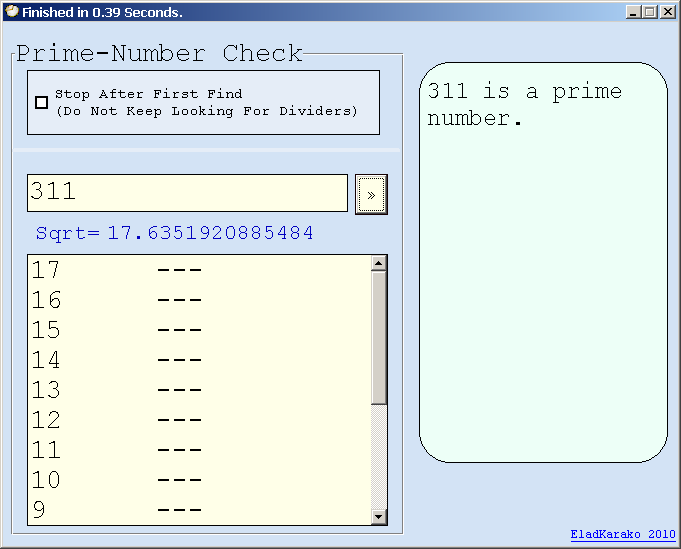 Finished in 0.39 Seconds.
Prime-Number Check
Stop After First Find
(Do Not Keep Looking For Dividers)
311
»
Sqrt= 17.6351920885484
17 ---
16 ---
15 ---
14 ---
13 ---
12 ---
11 ---
10 ---
9 ---
311 is a prime
number.
EladKarako 2010